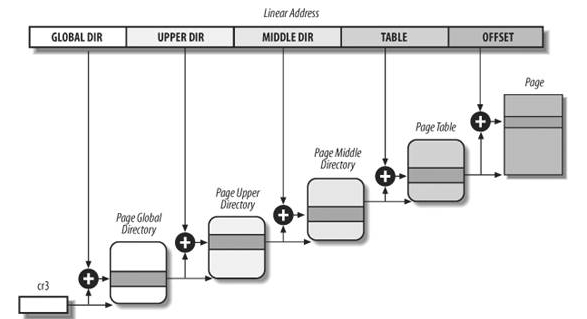 Linear Address
GLOBAL DIR UPPER DIR MIDDLE DIR TABLE OFFSET
Page
Page Table
Page Middle
Directory
Page Upper
Directory
Page Global
Directory
cr3